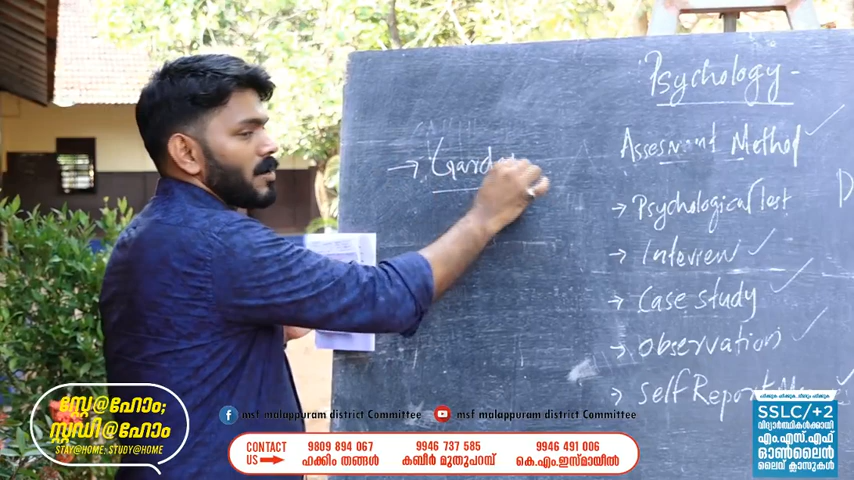 Psychology -
Assesment Method
→ Psychological Test
→ Interview
→ Case study
→ Observation
→ Self Report
→ Gard
സ്റ്റേ@ഹോം;
സ്റ്റഡി@ഹോം
STAY@HOME; STUDY@HOME
msf malappuram district Committee
msf malappuram district Committee
CONTACT US
9809 894 067
ഹക്കിം തങ്ങൾ
9946 737 585
കബീർ മുതുപറമ്പ്
9946 491 006
കെ.എം.ഇസ്മായീൽ
SSLC/+2
വിദ്യാർത്ഥികൾക്കായി
എം.എസ്.എഫ്
ഓൺലൈൻ
ലൈവ് ക്ലാസുകൾ